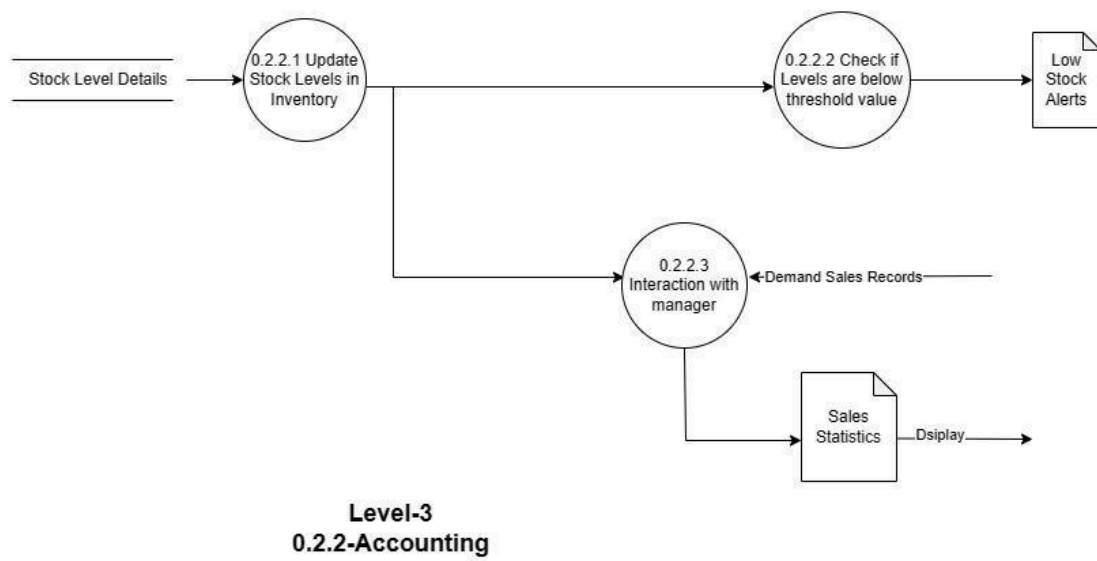 Stock Level Details
0.2.2.1 Update
Stock Levels in
Inventory
0.2.2.2 Check if
Levels are below
threshold value
Low
Stock
Alerts
0.2.2.3
Interaction with
manager
Demand Sales Records
Sales
Statistics
Dsiplay
Level-3
0.2.2-Accounting